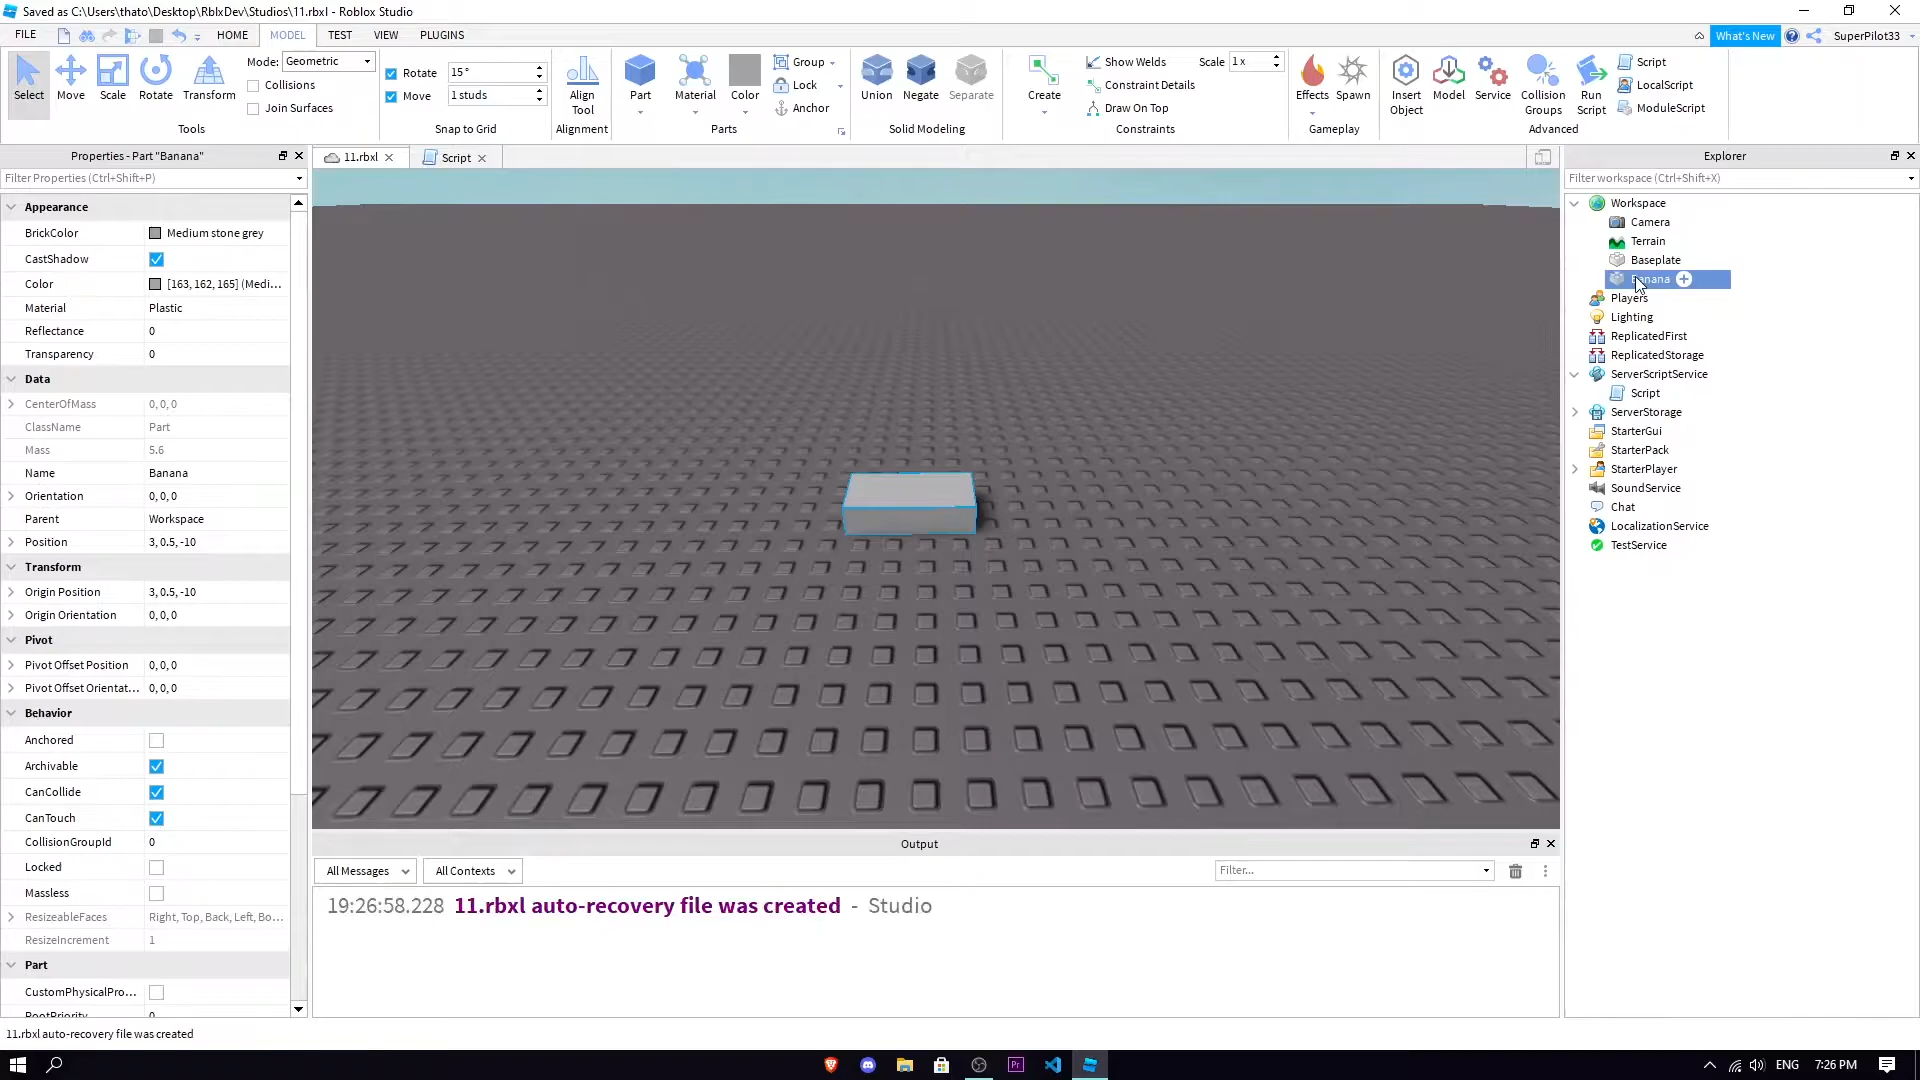 Saved as C:\Users\thato\Desktop\RblxDev\Studios\11.rbxl - Roblox Studio
FILE HOME MODEL TEST VIEW PLUGINS What's New SuperPilot33
Select Move Scale Rotate Transform
Mode: Geometric
Collisions
Join Surfaces
Tools
Rotate 15°
Move 1 studs
Snap to Grid
Align Tool
Alignment
Part Material Color
Group
Lock
Anchor
Parts
Union Negate Separate
Solid Modeling
Create
Show Welds Scale 1 x
Constraint Details
Draw On Top
Constraints
Effects Spawn
Gameplay
Insert Object Model Service Collision Groups Run Script
Script
LocalScript
ModuleScript
Advanced
Properties - Part "Banana"
Filter Properties (Ctrl+Shift+P)
Appearance
BrickColor Medium stone grey
CastShadow
Color [163, 162, 165] (Medi...
Material Plastic
Reflectance 0
Transparency 0
Data
CenterOfMass 0, 0, 0
ClassName Part
Mass 5.6
Name Banana
Orientation 0, 0, 0
Parent Workspace
Position 3, 0.5, -10
Transform
Origin Position 3, 0.5, -10
Origin Orientation 0, 0, 0
Pivot
Pivot Offset Position 0, 0, 0
Pivot Offset Orientat... 0, 0, 0
Behavior
Anchored
Archivable
CanCollide
CanTouch
CollisionGroupId 0
Locked
Massless
ResizeableFaces Right, Top, Back, Left, Bo...
ResizeIncrement 1
Part
CustomPhysicalPro...
RootPriority 0
11.rbxl auto-recovery file was created
11.rbxl Script
Output
All Messages All Contexts Filter...
19:26:58.228 11.rbxl auto-recovery file was created - Studio
Explorer
Filter workspace (Ctrl+Shift+X)
Workspace
Camera
Terrain
Baseplate
Banana
Players
Lighting
ReplicatedFirst
ReplicatedStorage
ServerScriptService
Script
ServerStorage
StarterGui
StarterPack
StarterPlayer
SoundService
Chat
LocalizationService
TestService
Pr
ENG 7:26 PM